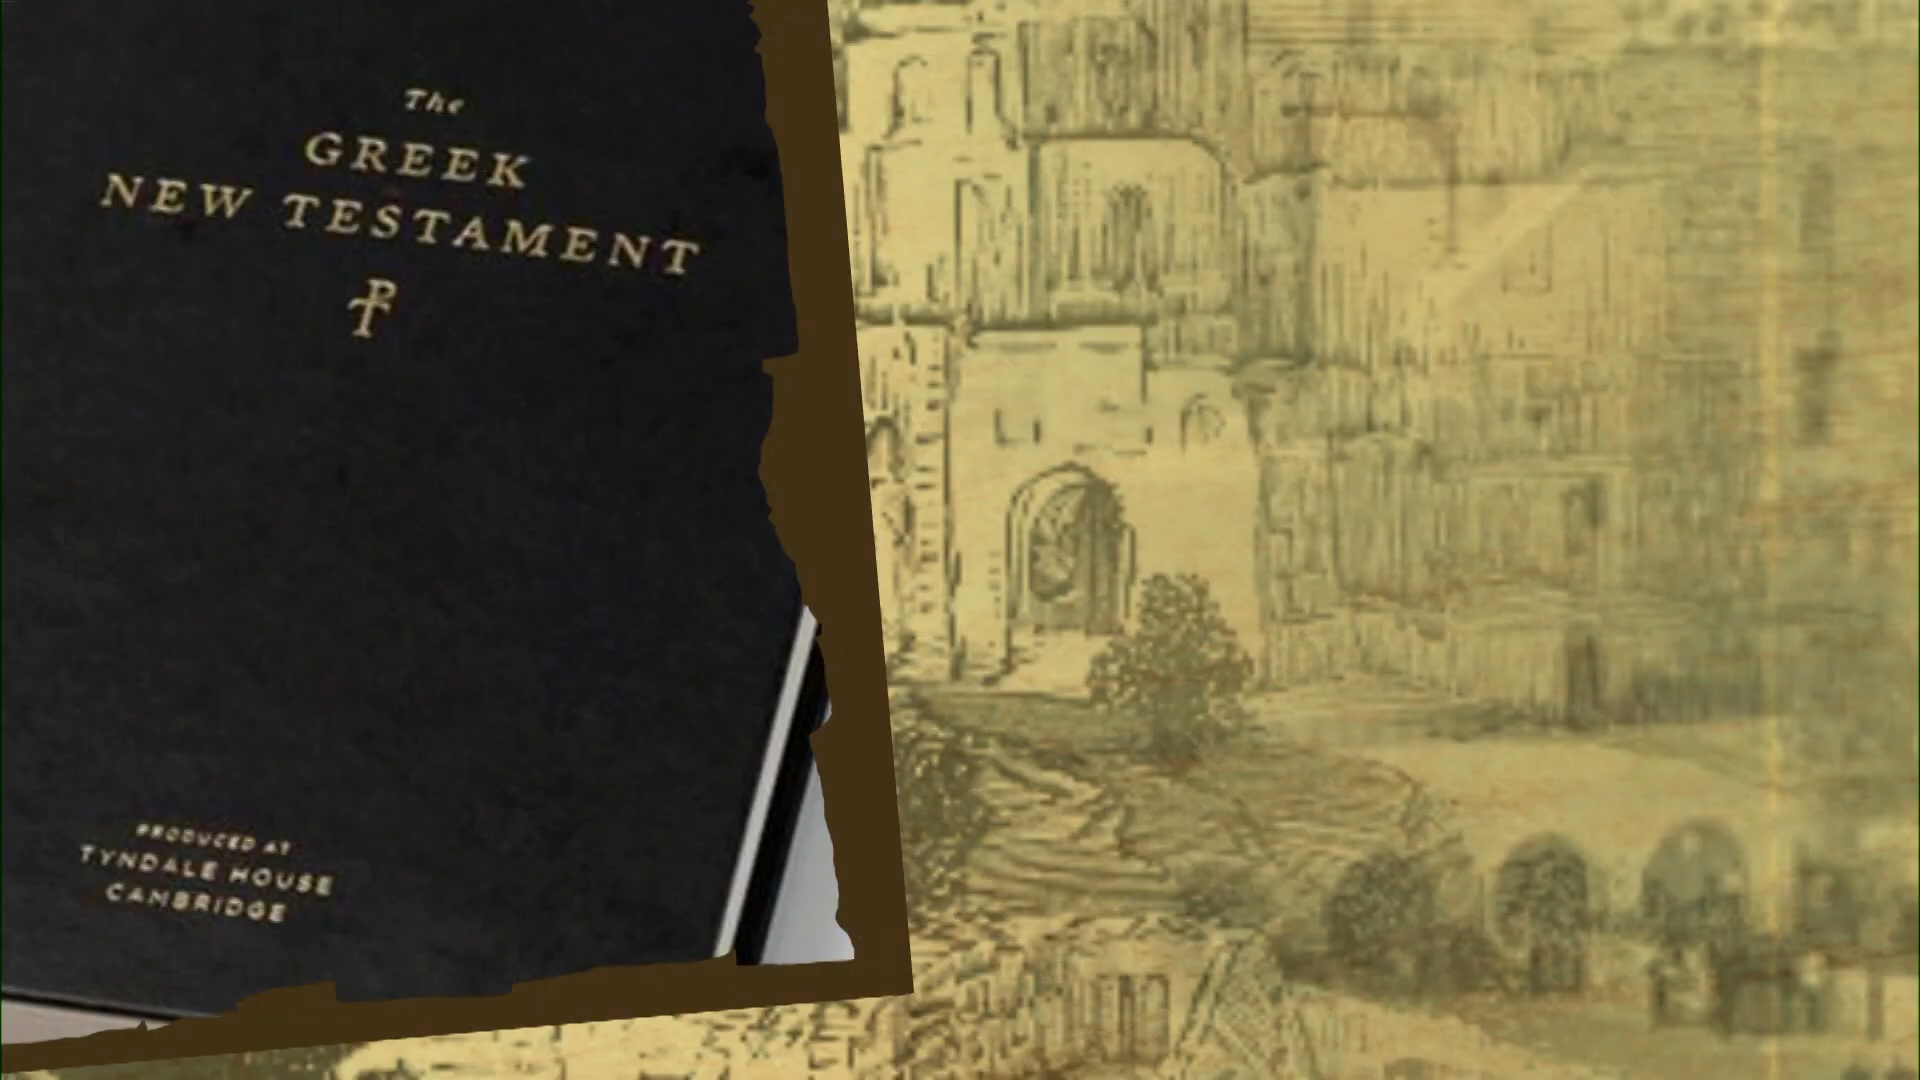 The
GREEK
NEW TESTAMENT
PRODUCED AT
TYNDALE HOUSE
CAMBRIDGE